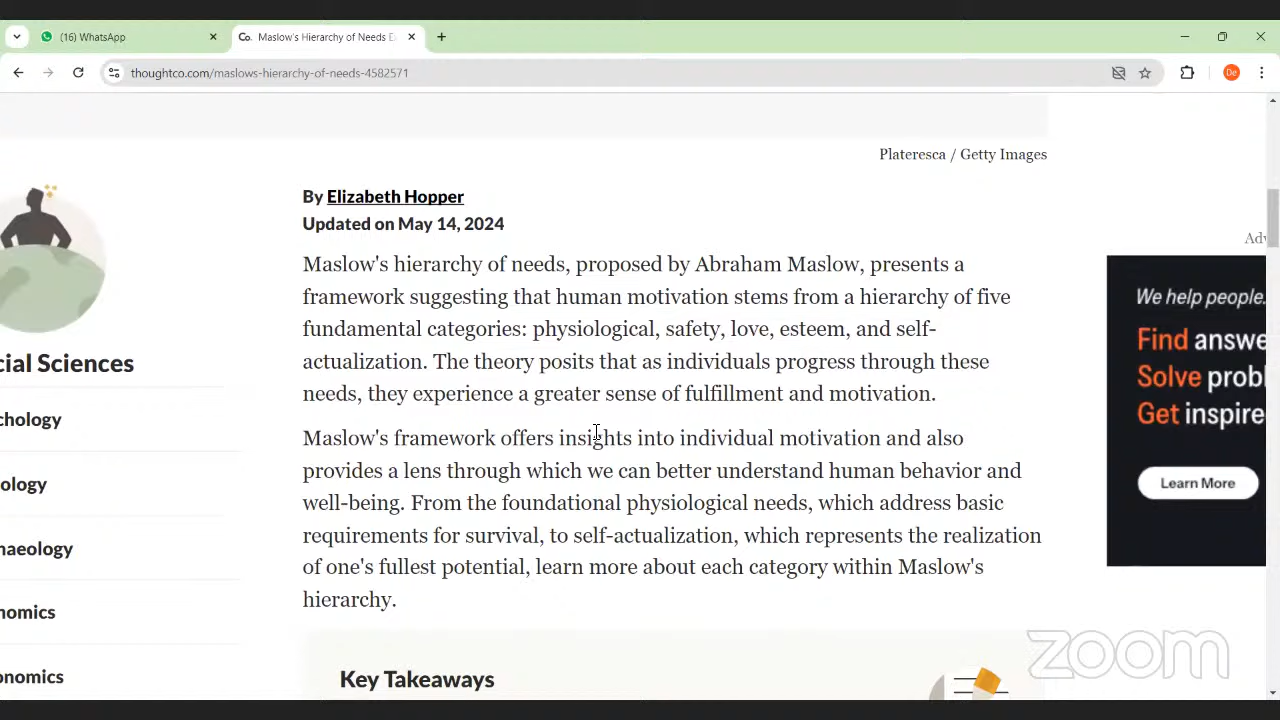 (16) WhatsApp
Co. Maslow's Hierarchy of Needs E
thoughtco.com/maslows-hierarchy-of-needs-4582571
De
Plateresca / Getty Images
By Elizabeth Hopper
Updated on May 14, 2024
Maslow's hierarchy of needs, proposed by Abraham Maslow, presents a
framework suggesting that human motivation stems from a hierarchy of five
fundamental categories: physiological, safety, love, esteem, and self-
actualization. The theory posits that as individuals progress through these
needs, they experience a greater sense of fulfillment and motivation.
Maslow's framework offers insights into individual motivation and also
provides a lens through which we can better understand human behavior and
well-being. From the foundational physiological needs, which address basic
requirements for survival, to self-actualization, which represents the realization
of one's fullest potential, learn more about each category within Maslow's
hierarchy.
Key Takeaways
cial Sciences
chology
ology
naeology
nomics
onomics
Adv
We help people.
Find answe
Solve probl
Get inspire
Learn More
zoom